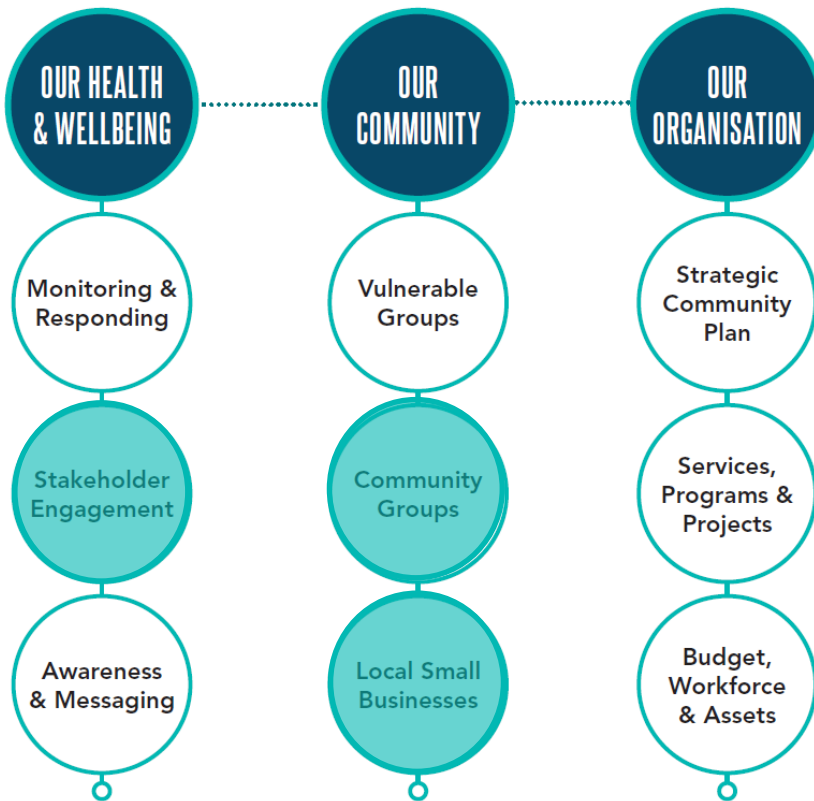 OUR HEALTH
& WELLBEING
Monitoring &
Responding
Stakeholder
Engagement
Awareness
& Messaging
OUR
COMMUNITY
Vulnerable
Groups
Community
Groups
Local Small
Businesses
OUR
ORGANISATION
Strategic
Community
Plan
Services,
Programs &
Projects
Budget,
Workforce
& Assets